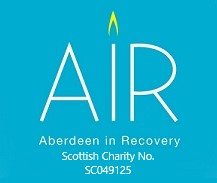 AIR
Aberdeen in Recovery
Scottish Charity No.
SC049125